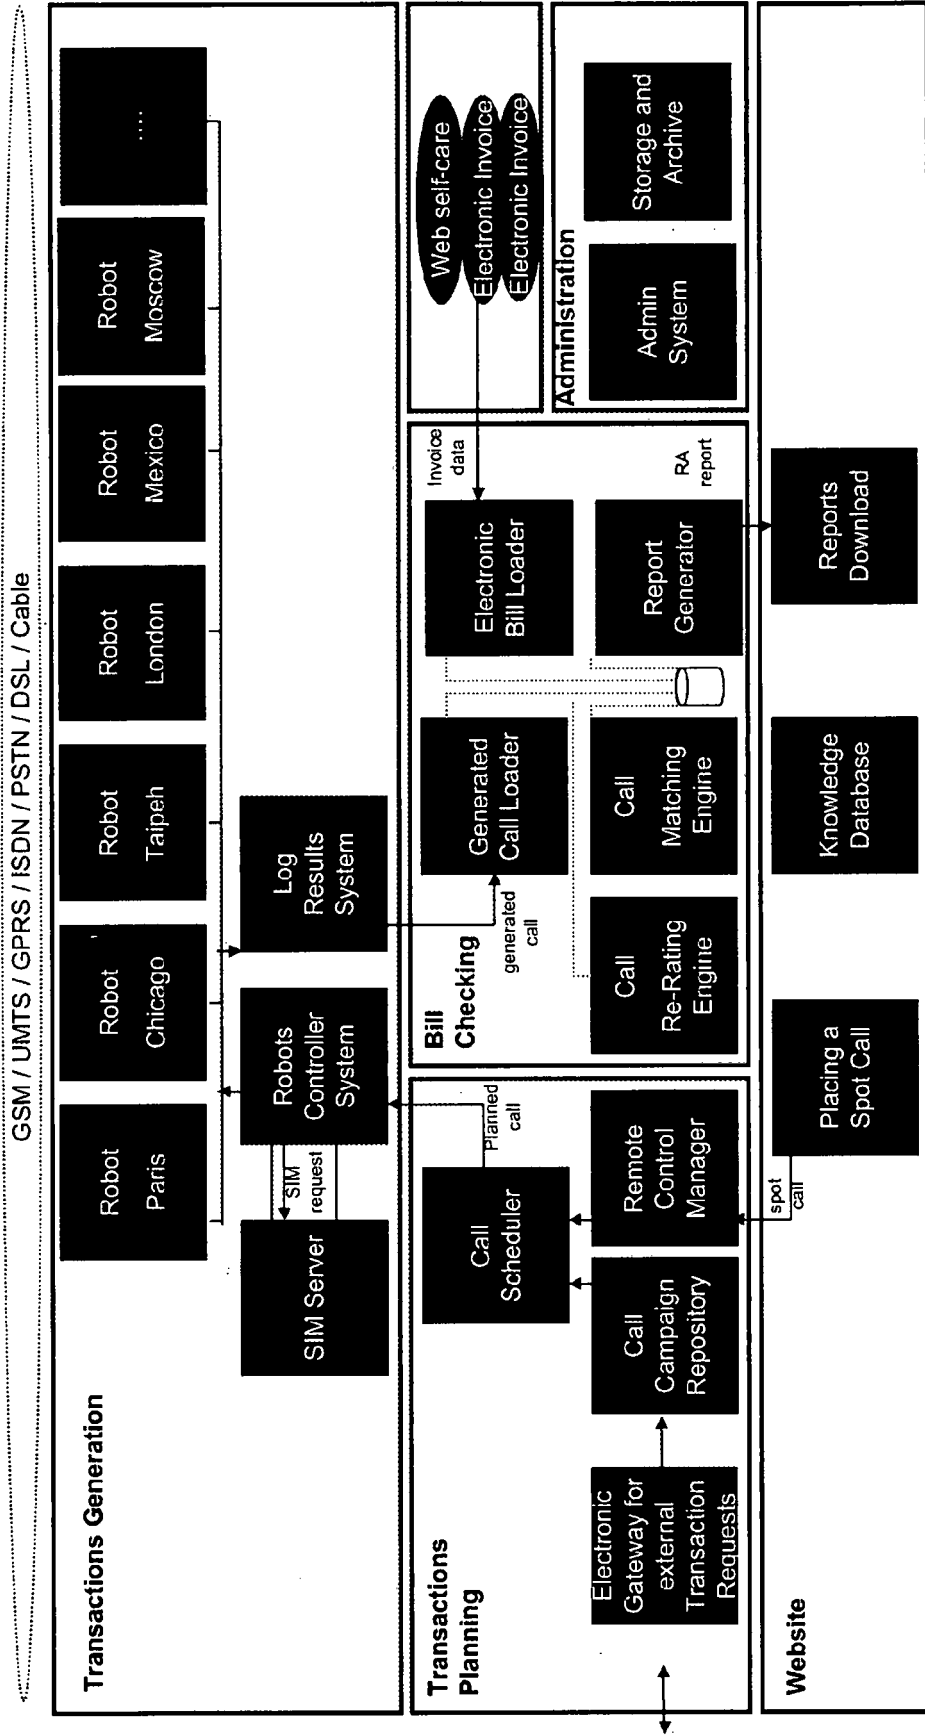 GSM / UMTS / GPRS / ISDN / PSTN / DSL / Cable
Transactions Generation
Robot
Paris
Robot
Chicago
Robot
Taipeh
Robot
London
Robot
Mexico
Robot
Moscow
....
SIM Server
SIM
request
Robots
Controller
System
Log
Results
System
Transactions
Planning
Call
Scheduler
Planned
call
Electronic
Gateway for
external
Transaction
Requests
Call
Campaign
Repository
Remote
Control
Manager
Bill
Checking
generated
call
Generated
Call Loader
Electronic
Bill Loader
Invoice
data
Call
Re-Rating
Engine
Call
Matching
Engine
Report
Generator
RA
report
Web self-care
Electronic Invoice
Electronic Invoice
Administration
Admin
System
Storage and
Archive
Website
spot
call
Placing a
Spot Call
Knowledge
Database
Reports
Download